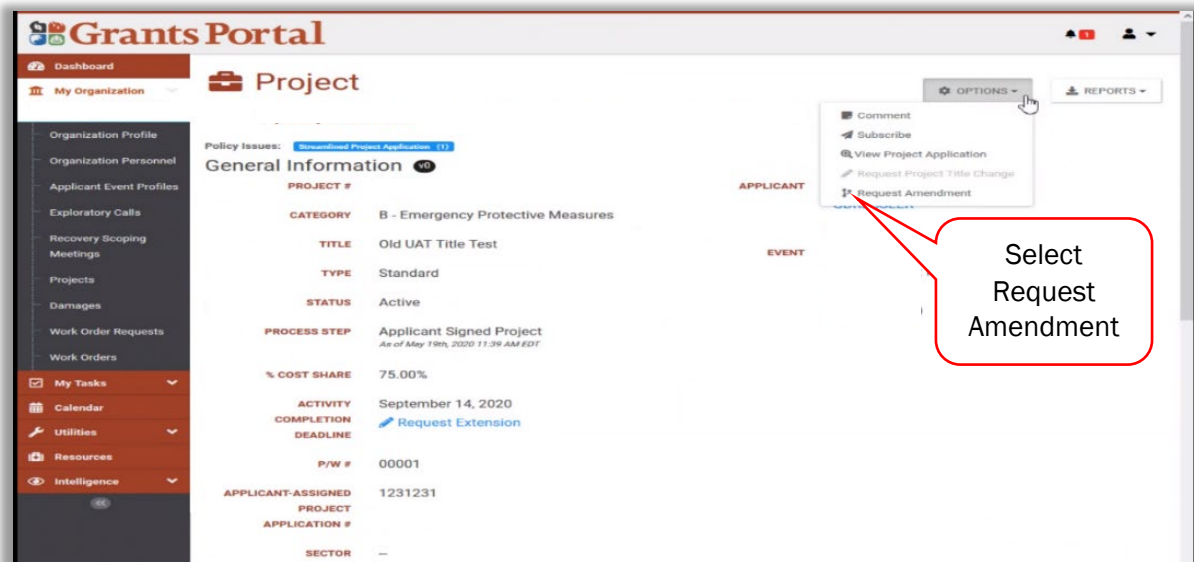 Grants Portal
1
Dashboard
My Organization
Organization Profile
Organization Personnel
Applicant Event Profiles
Exploratory Calls
Recovery Scoping
Meetings
Projects
Damages
Work Order Requests
Work Orders
My Tasks
Calendar
Utilities
Resources
Intelligence
Project
OPTIONS
REPORTS
Comment
Subscribe
View Project Application
Request Project Title Change
Request Amendment
Policy Issues: Streamlined Project Application (1)
General Information v0
PROJECT #
APPLICANT
CATEGORY B - Emergency Protective Measures
TITLE Old UAT Title Test
EVENT
TYPE Standard
STATUS Active
PROCESS STEP Applicant Signed Project
As of May 19th, 2020 11:39 AM EDT
% COST SHARE 75.00%
ACTIVITY
COMPLETION
DEADLINE
September 14, 2020
Request Extension
P/W # 00001
APPLICANT-ASSIGNED
PROJECT
APPLICATION #
1231231
SECTOR --
Select
Request
Amendment